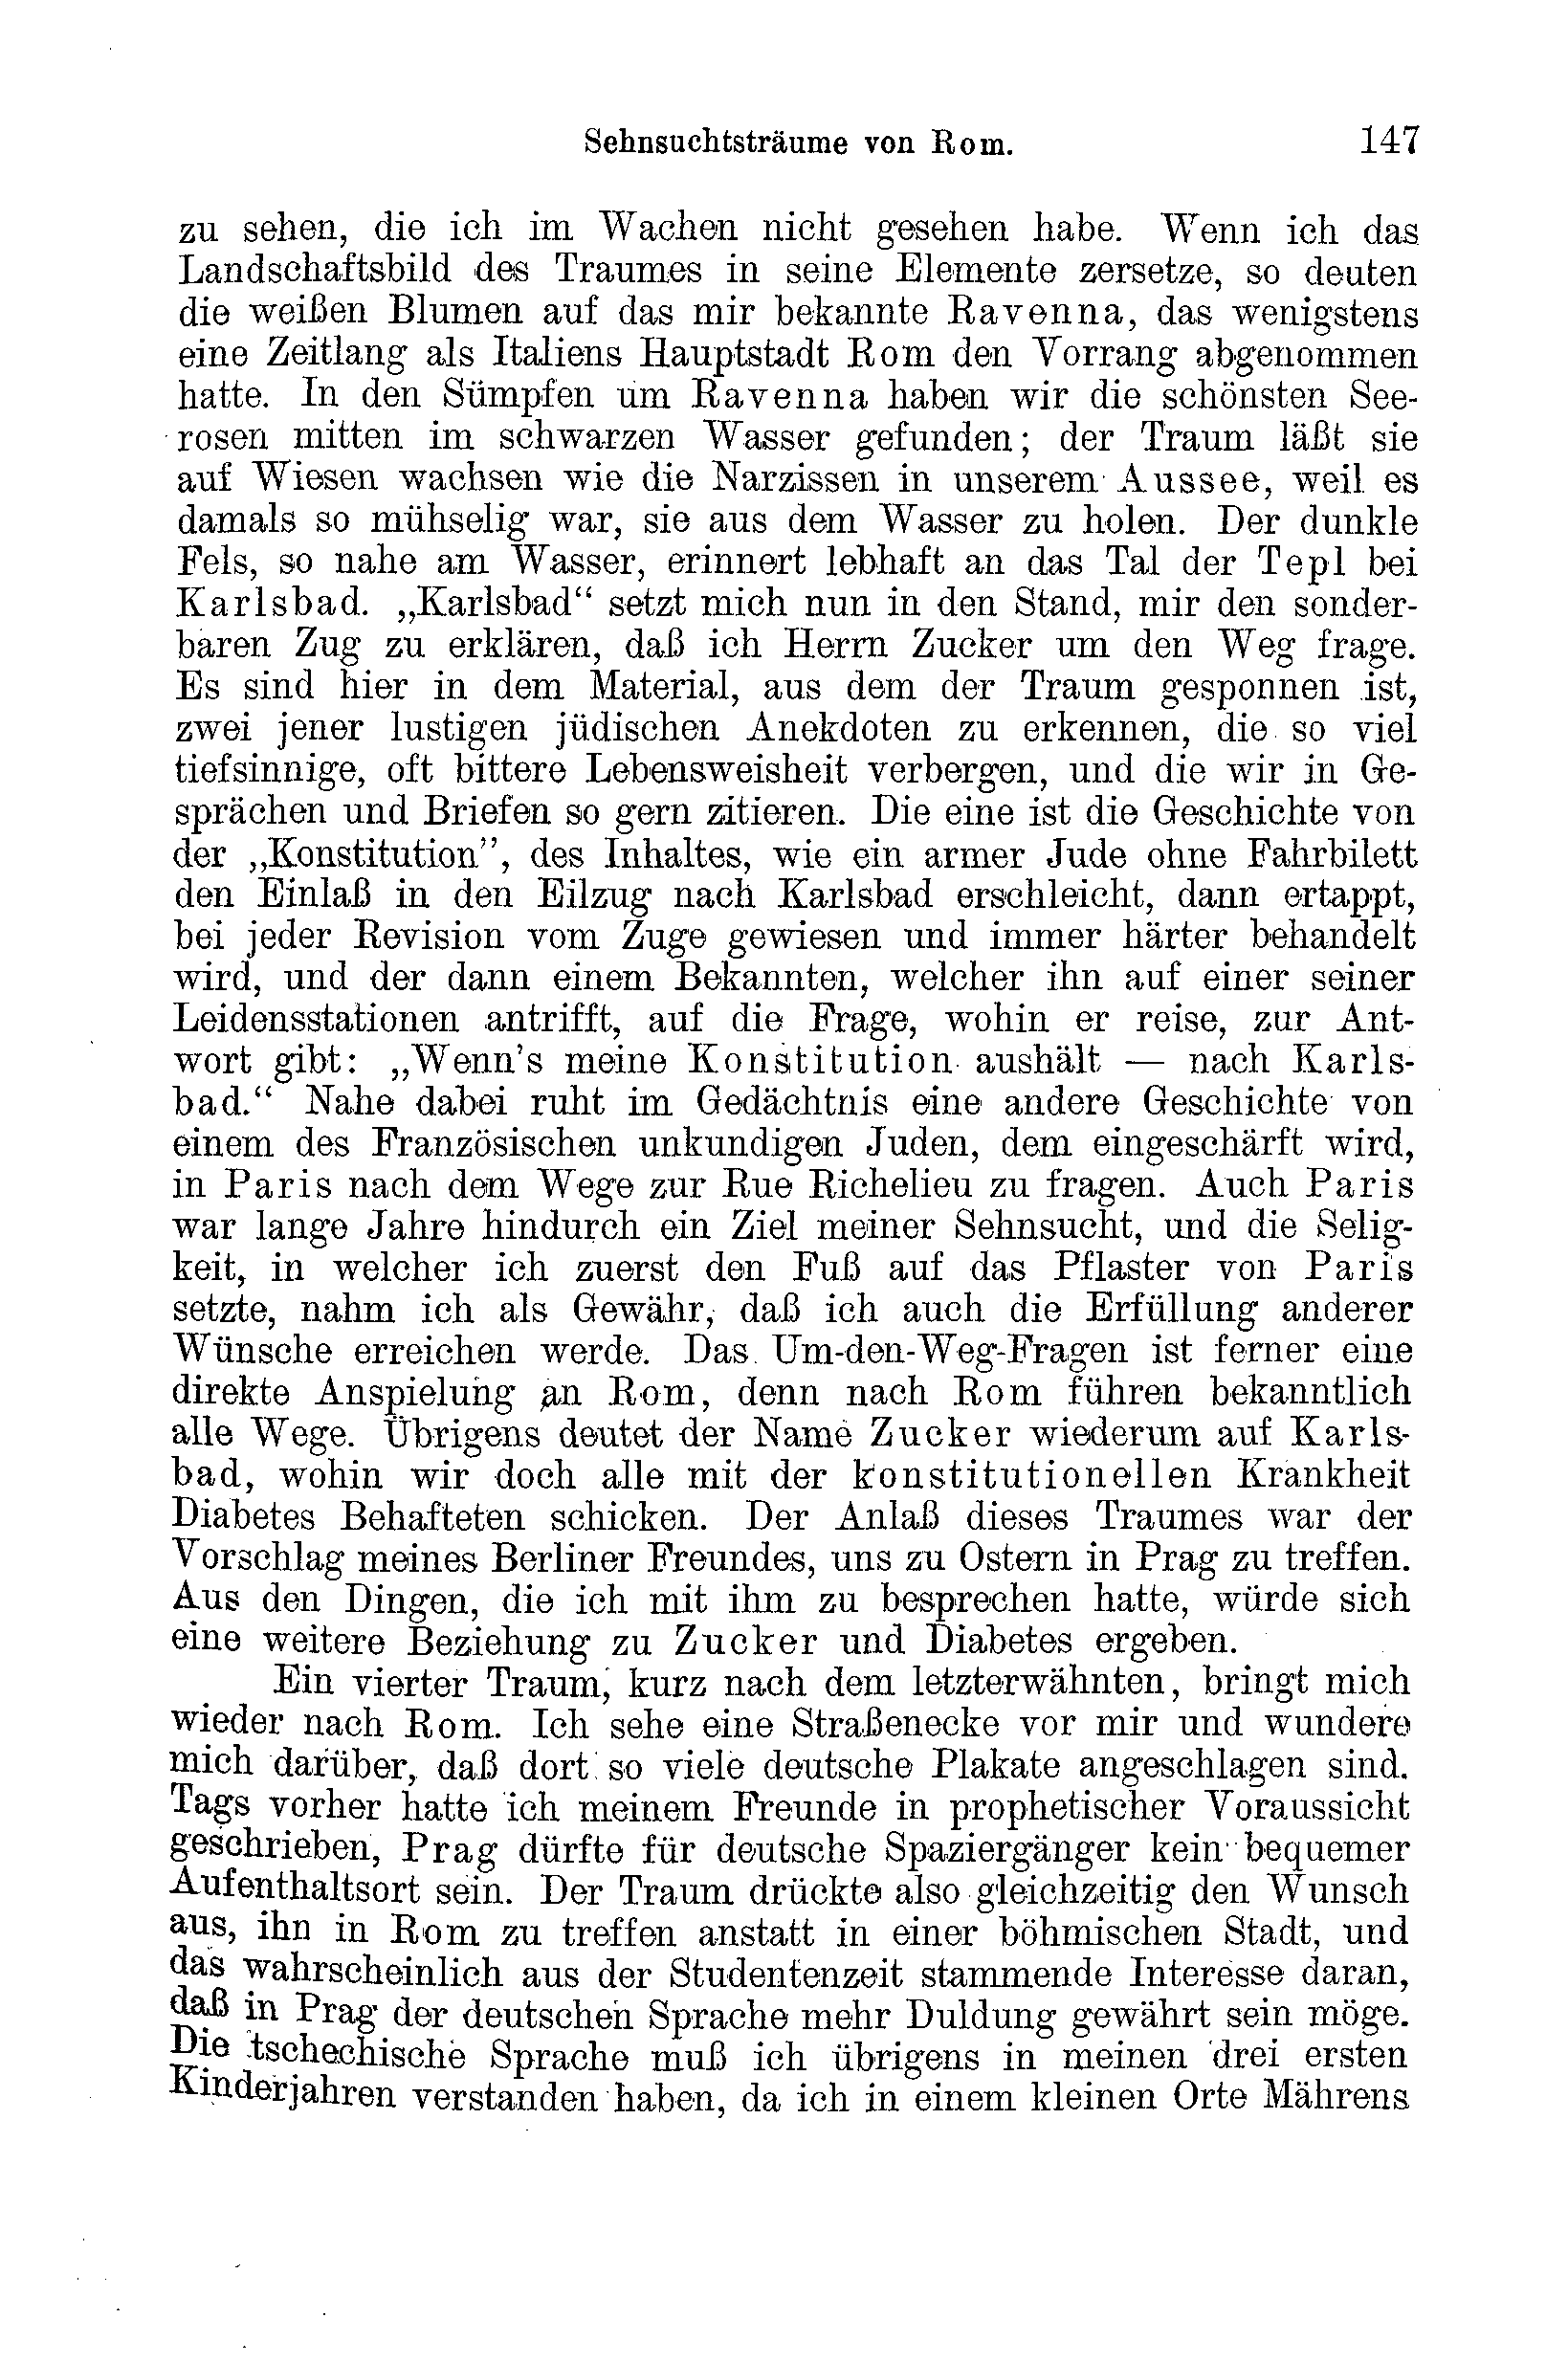 Sehnsuchtsträume von Rom. 147
zu sehen, die ich im Wachen nicht gesehen habe. Wenn ich das
Landschaftsbild des Traumes in seine Elemente zersetze, so deuten
die weißen Blumen auf das mir bekannte Ravenna, das wenigstens
eine Zeitlang als Italiens Hauptstadt Rom den Vorrang abgenommen
hatte. In den Sümpfen um Ravenna haben wir die schönsten See-
rosen mitten im schwarzen Wasser gefunden; der Traum läßt sie
auf Wiesen wachsen wie die Narzissen in unserem Aussee, weil es
damals so mühselig war, sie aus dem Wasser zu holen. Der dunkle
Fels, so nahe am Wasser, erinnert lebhaft an das Tal der Tepl bei
Karlsbad. „Karlsbad“ setzt mich nun in den Stand, mir den sonder-
baren Zug zu erklären, daß ich Herrn Zucker um den Weg frage.
Es sind hier in dem Material, aus dem der Traum gesponnen ist,
zwei jener lustigen jüdischen Anekdoten zu erkennen, die so viel
tiefsinnige, oft bittere Lebensweisheit verbergen, und die wir in Ge-
sprächen und Briefen so gern zitieren. Die eine ist die Geschichte von
der „Konstitution”, des Inhaltes, wie ein armer Jude ohne Fahrbilett
den Einlaß in den Eilzug nach Karlsbad erschleicht, dann ertappt,
bei jeder Revision vom Zuge gewiesen und immer härter behandelt
wird, und der dann einem Bekannten, welcher ihn auf einer seiner
Leidensstationen antrifft, auf die Frage, wohin er reise, zur Ant-
wort gibt: „Wenn's meine Konstitution aushält — nach Karls-
bad.“ Nahe dabei ruht im Gedächtnis eine andere Geschichte von
einem des Französischen unkundigen Juden, dem eingeschärft wird,
in Paris nach dem Wege zur Rue Richelieu zu fragen. Auch Paris
war lange Jahre hindurch ein Ziel meiner Sehnsucht, und die Selig-
keit, in welcher ich zuerst den Fuß auf das Pflaster von Paris
setzte, nahm ich als Gewähr, daß ich auch die Erfüllung anderer
Wünsche erreichen werde. Das Um-den-Weg-Fragen ist ferner eine
direkte Anspielung an Rom, denn nach Rom führen bekanntlich
alle Wege. Übrigens deutet der Name Zucker wiederum auf Karls-
bad, wohin wir doch alle mit der konstitutionellen Krankheit
Diabetes Behafteten schicken. Der Anlaß dieses Traumes war der
Vorschlag meines Berliner Freundes, uns zu Ostern in Prag zu treffen.
Aus den Dingen, die ich mit ihm zu besprechen hatte, würde sich
eine weitere Beziehung zu Zucker und Diabetes ergeben.
Ein vierter Traum, kurz nach dem letzterwähnten, bringt mich
wieder nach Rom. Ich sehe eine Straßenecke vor mir und wundere
mich darüber, daß dort so viele deutsche Plakate angeschlagen sind.
Tags vorher hatte ich meinem Freunde in prophetischer Voraussicht
geschrieben, Prag dürfte für deutsche Spaziergänger kein bequemer
Aufenthaltsort sein. Der Traum drückte also gleichzeitig den Wunsch
aus, ihn in Rom zu treffen anstatt in einer böhmischen Stadt, und
das wahrscheinlich aus der Studentenzeit stammende Interesse daran,
daß in Prag der deutschen Sprache mehr Duldung gewährt sein möge.
Die tschechische Sprache muß ich übrigens in meinen drei ersten
Kinderjahren verstanden haben, da ich in einem kleinen Orte Mährens